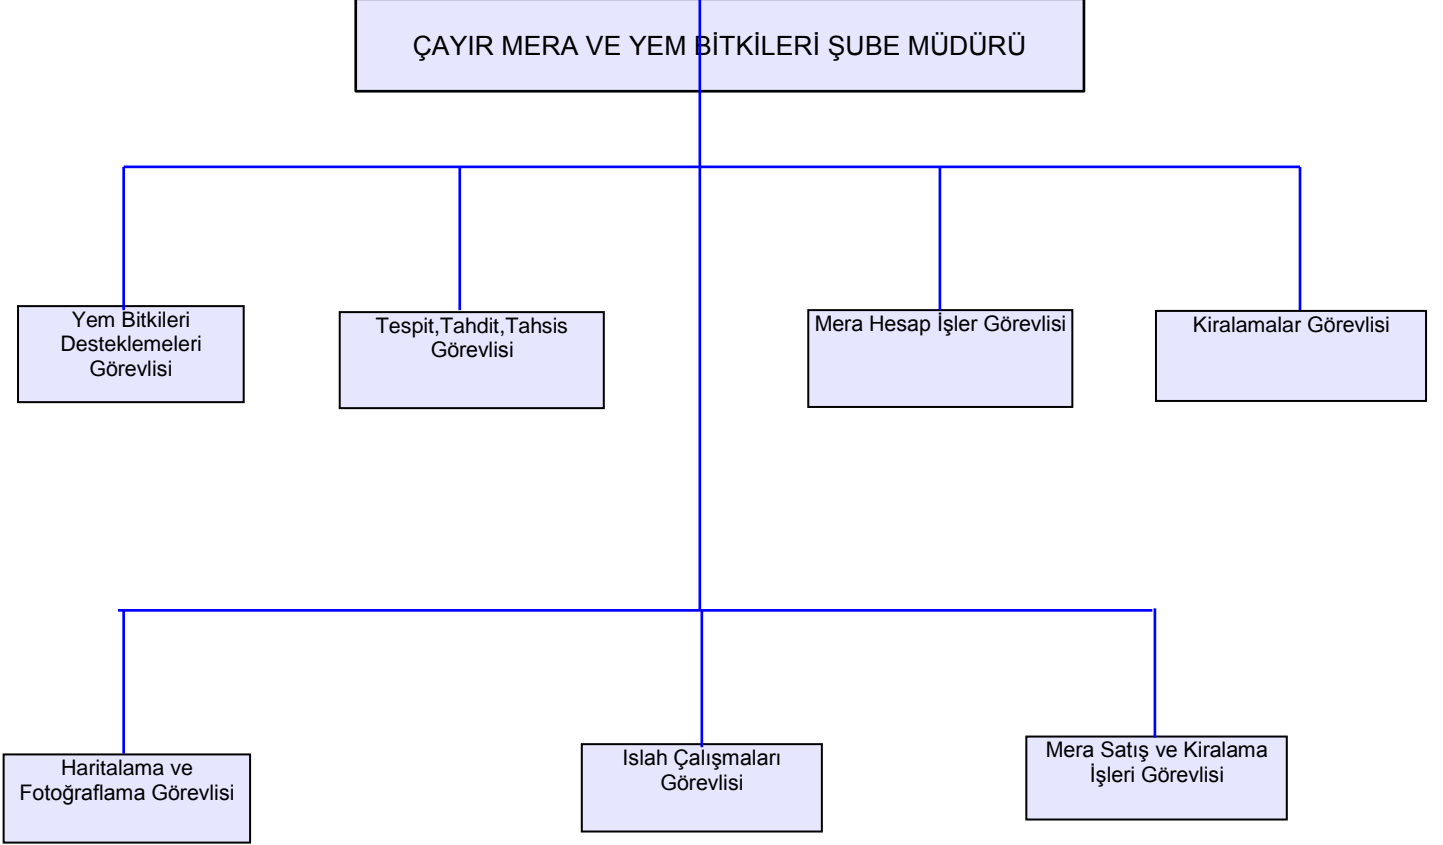 ÇAYIR MERA VE YEM BİTKİLERİ ŞUBE MÜDÜRÜ
Yem Bitkileri
Desteklemeleri
Görevlisi
Tespit,Tahdit,Tahsis
Görevlisi
Mera Hesap İşler Görevlisi
Kiralamalar Görevlisi
Haritalama ve
Fotoğraflama Görevlisi
Islah Çalışmaları
Görevlisi
Mera Satış ve Kiralama
İşleri Görevlisi